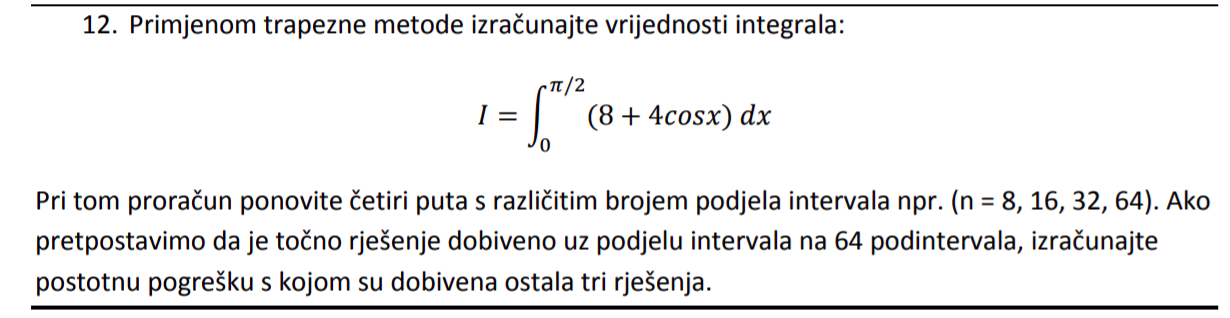 12. Primjenom trapezne metode izračunajte vrijednosti integrala:
I = ∫₀^{π/2} (8 + 4cosx) dx
Pri tom proračun ponovite četiri puta s različitim brojem podjela intervala npr. (n = 8, 16, 32, 64). Ako
pretpostavimo da je točno rješenje dobiveno uz podjelu intervala na 64 podintervala, izračunajte
postotnu pogrešku s kojom su dobivena ostala tri rješenja.